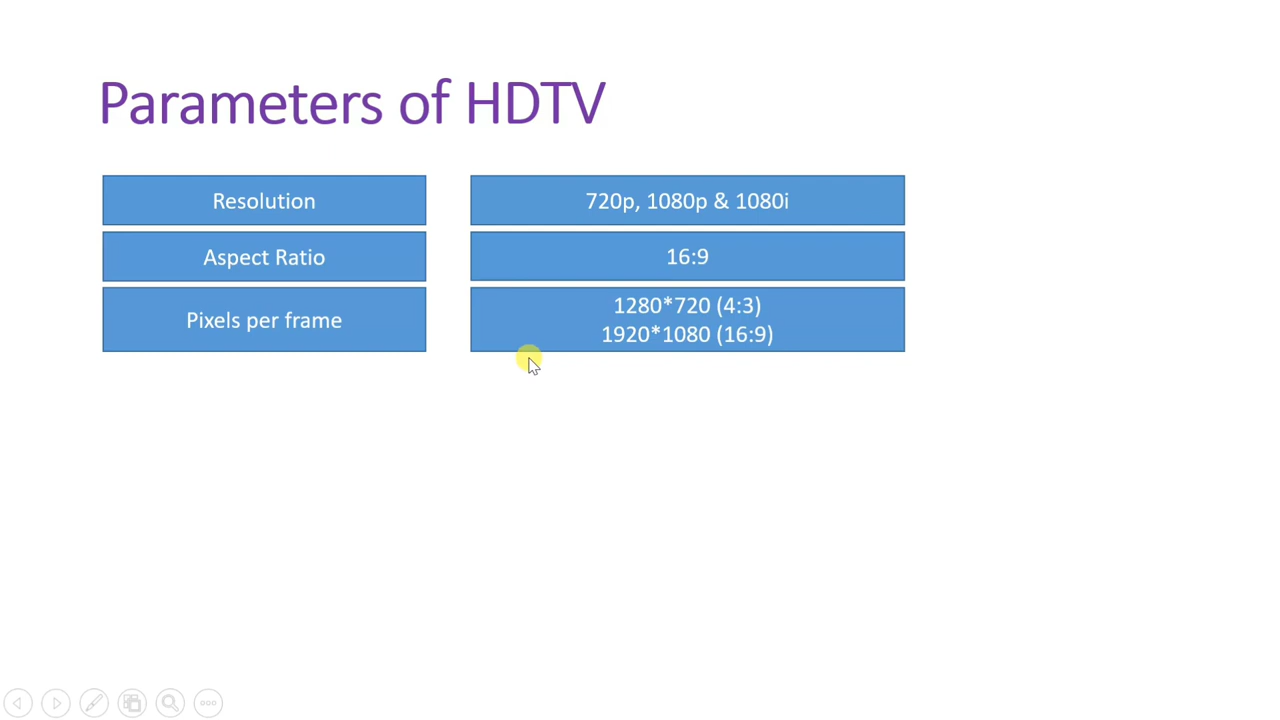 Parameters of HDTV
Resolution
720p, 1080p & 1080i
Aspect Ratio
16:9
Pixels per frame
1280*720 (4:3)
1920*1080 (16:9)